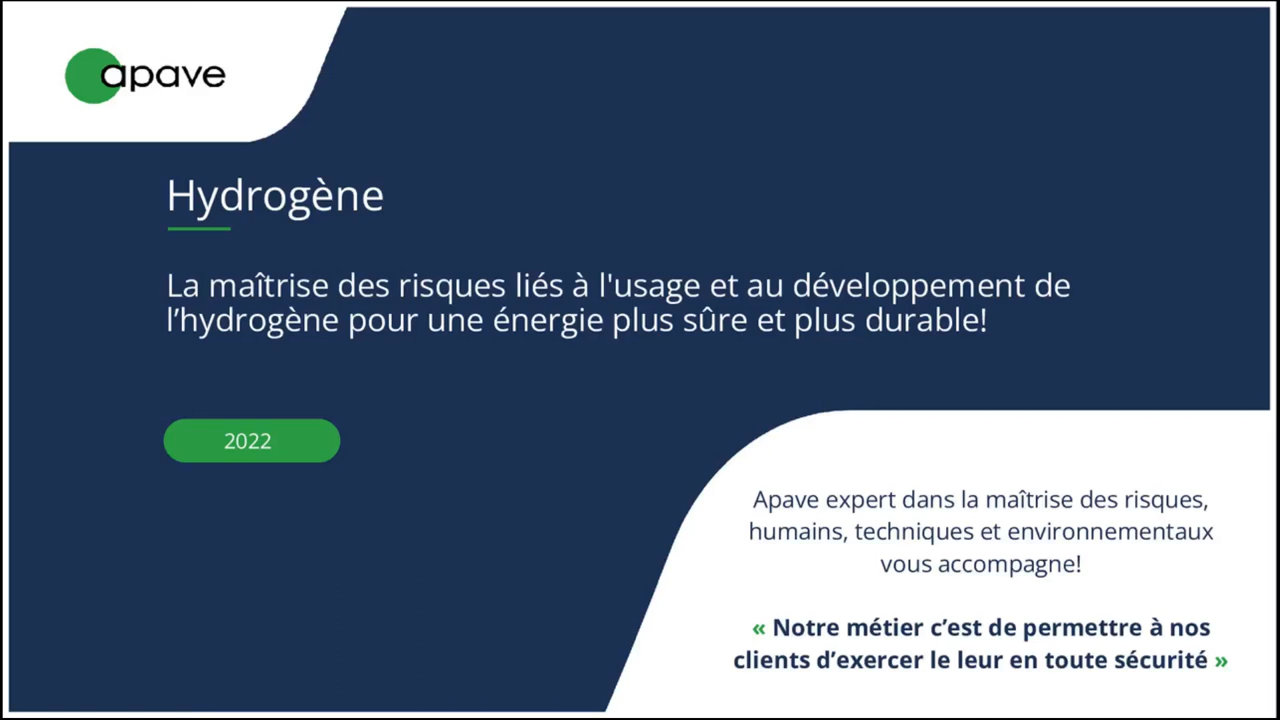 apave
Hydrogène
La maîtrise des risques liés à l'usage et au développement de
l’hydrogène pour une énergie plus sûre et plus durable!
2022
Apave expert dans la maîtrise des risques,
humains, techniques et environnementaux
vous accompagne!
« Notre métier c’est de permettre à nos
clients d’exercer le leur en toute sécurité »